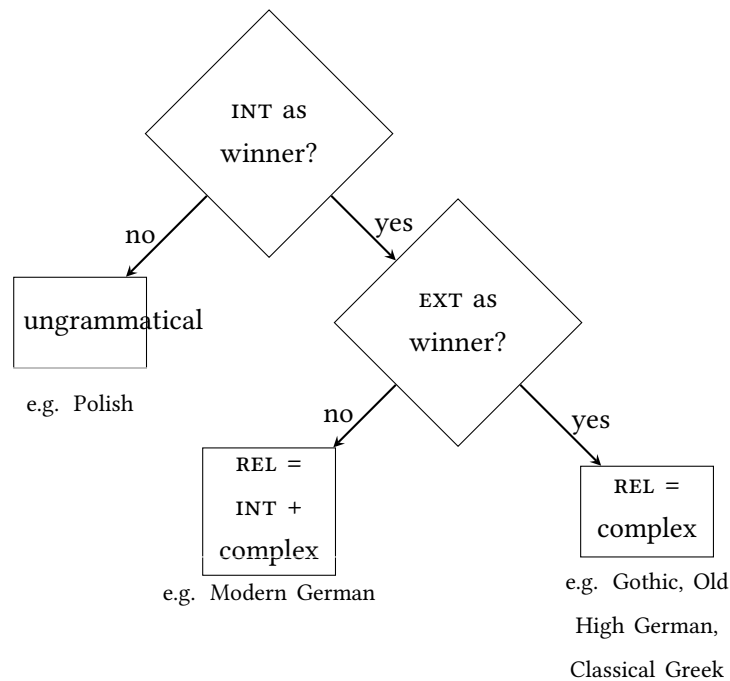 INT as
winner?
no
yes
ungrammatical
e.g. Polish
EXT as
winner?
no
yes
REL =
INT +
complex
e.g. Modern German
REL =
complex
e.g. Gothic, Old
High German,
Classical Greek